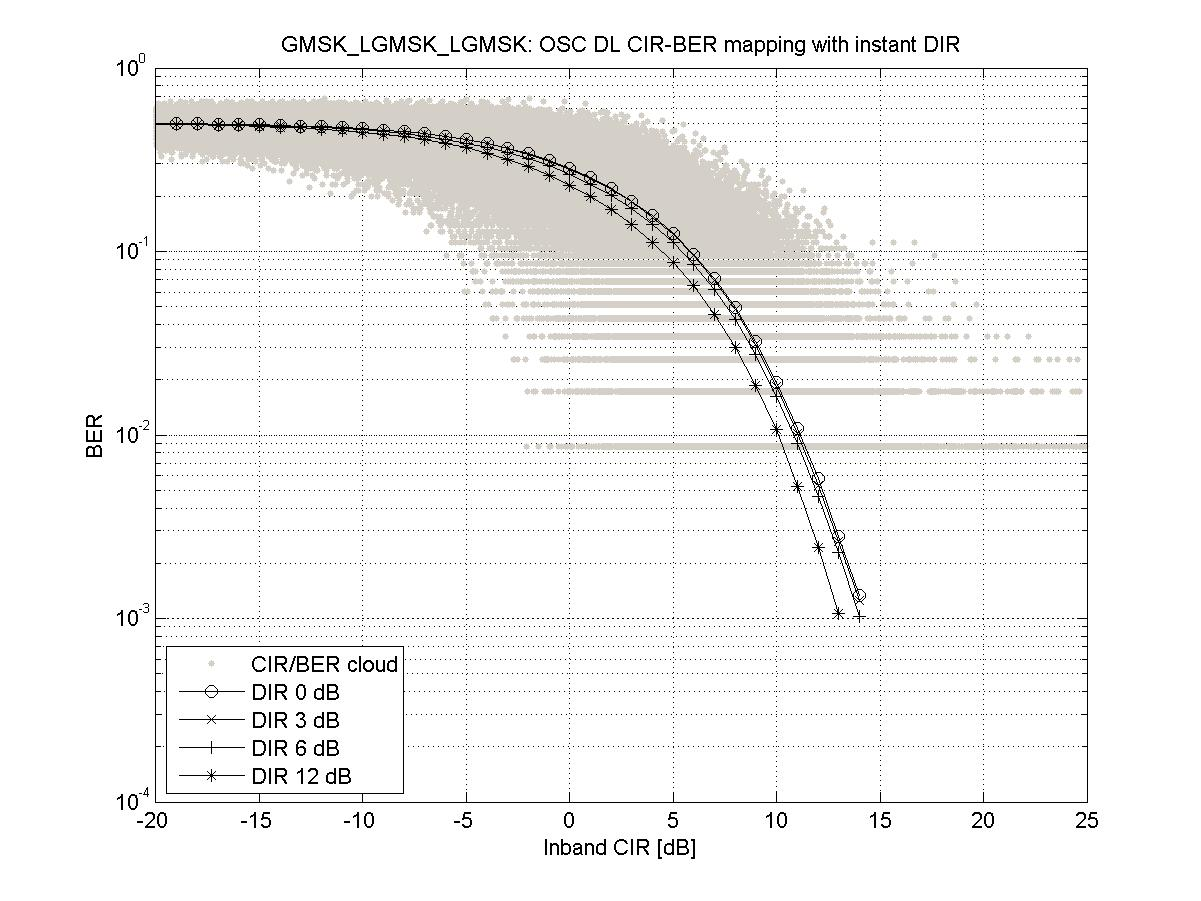 GMSK_LGMSK_LGMSK: OSC DL CIR-BER mapping with instant DIR
10^0
10^-1
10^-2
10^-3
10^-4
BER
CIR/BER cloud
DIR 0 dB
DIR 3 dB
DIR 6 dB
DIR 12 dB
-20 -15 -10 -5 0 5 10 15 20 25
Inband CIR [dB]